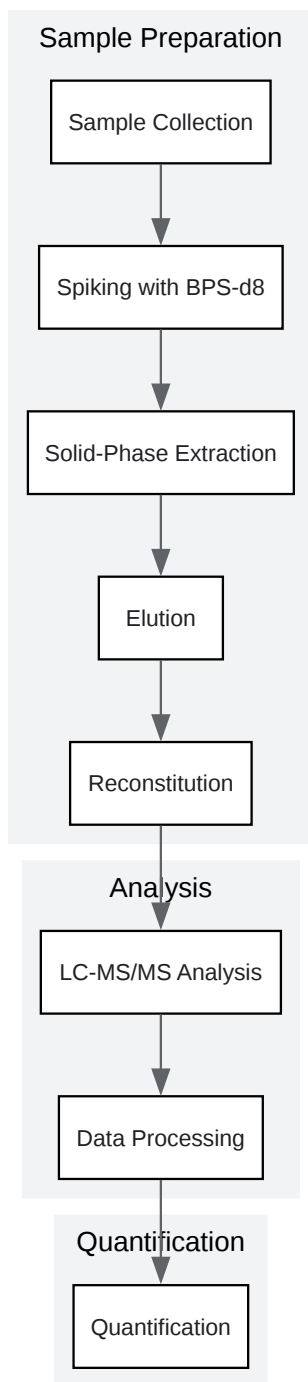 Sample Preparation
Sample Collection
Spiking with BPS-d8
Solid-Phase Extraction
Elution
Reconstitution
Analysis
LC-MS/MS Analysis
Data Processing
Quantification
Quantification